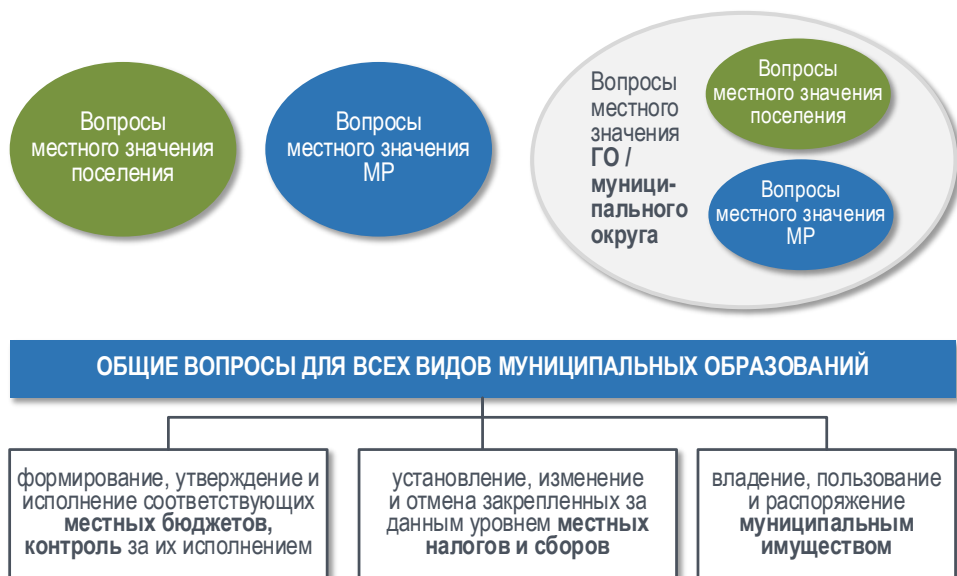 Вопросы
местного значения
поселения
Вопросы
местного значения
МР
Вопросы
местного
значения
ГО /
муници-
пального
округа
Вопросы
местного значения
поселения
Вопросы
местного значения
МР
ОБЩИЕ ВОПРОСЫ ДЛЯ ВСЕХ ВИДОВ МУНИЦИПАЛЬНЫХ ОБРАЗОВАНИЙ
формирование, утверждение и
исполнение соответствующих
местных бюджетов,
контроль за их исполнением
установление, изменение
и отмена закрепленных за
данным уровнем местных
налогов и сборов
владение, пользование
и распоряжение
муниципальным
имуществом